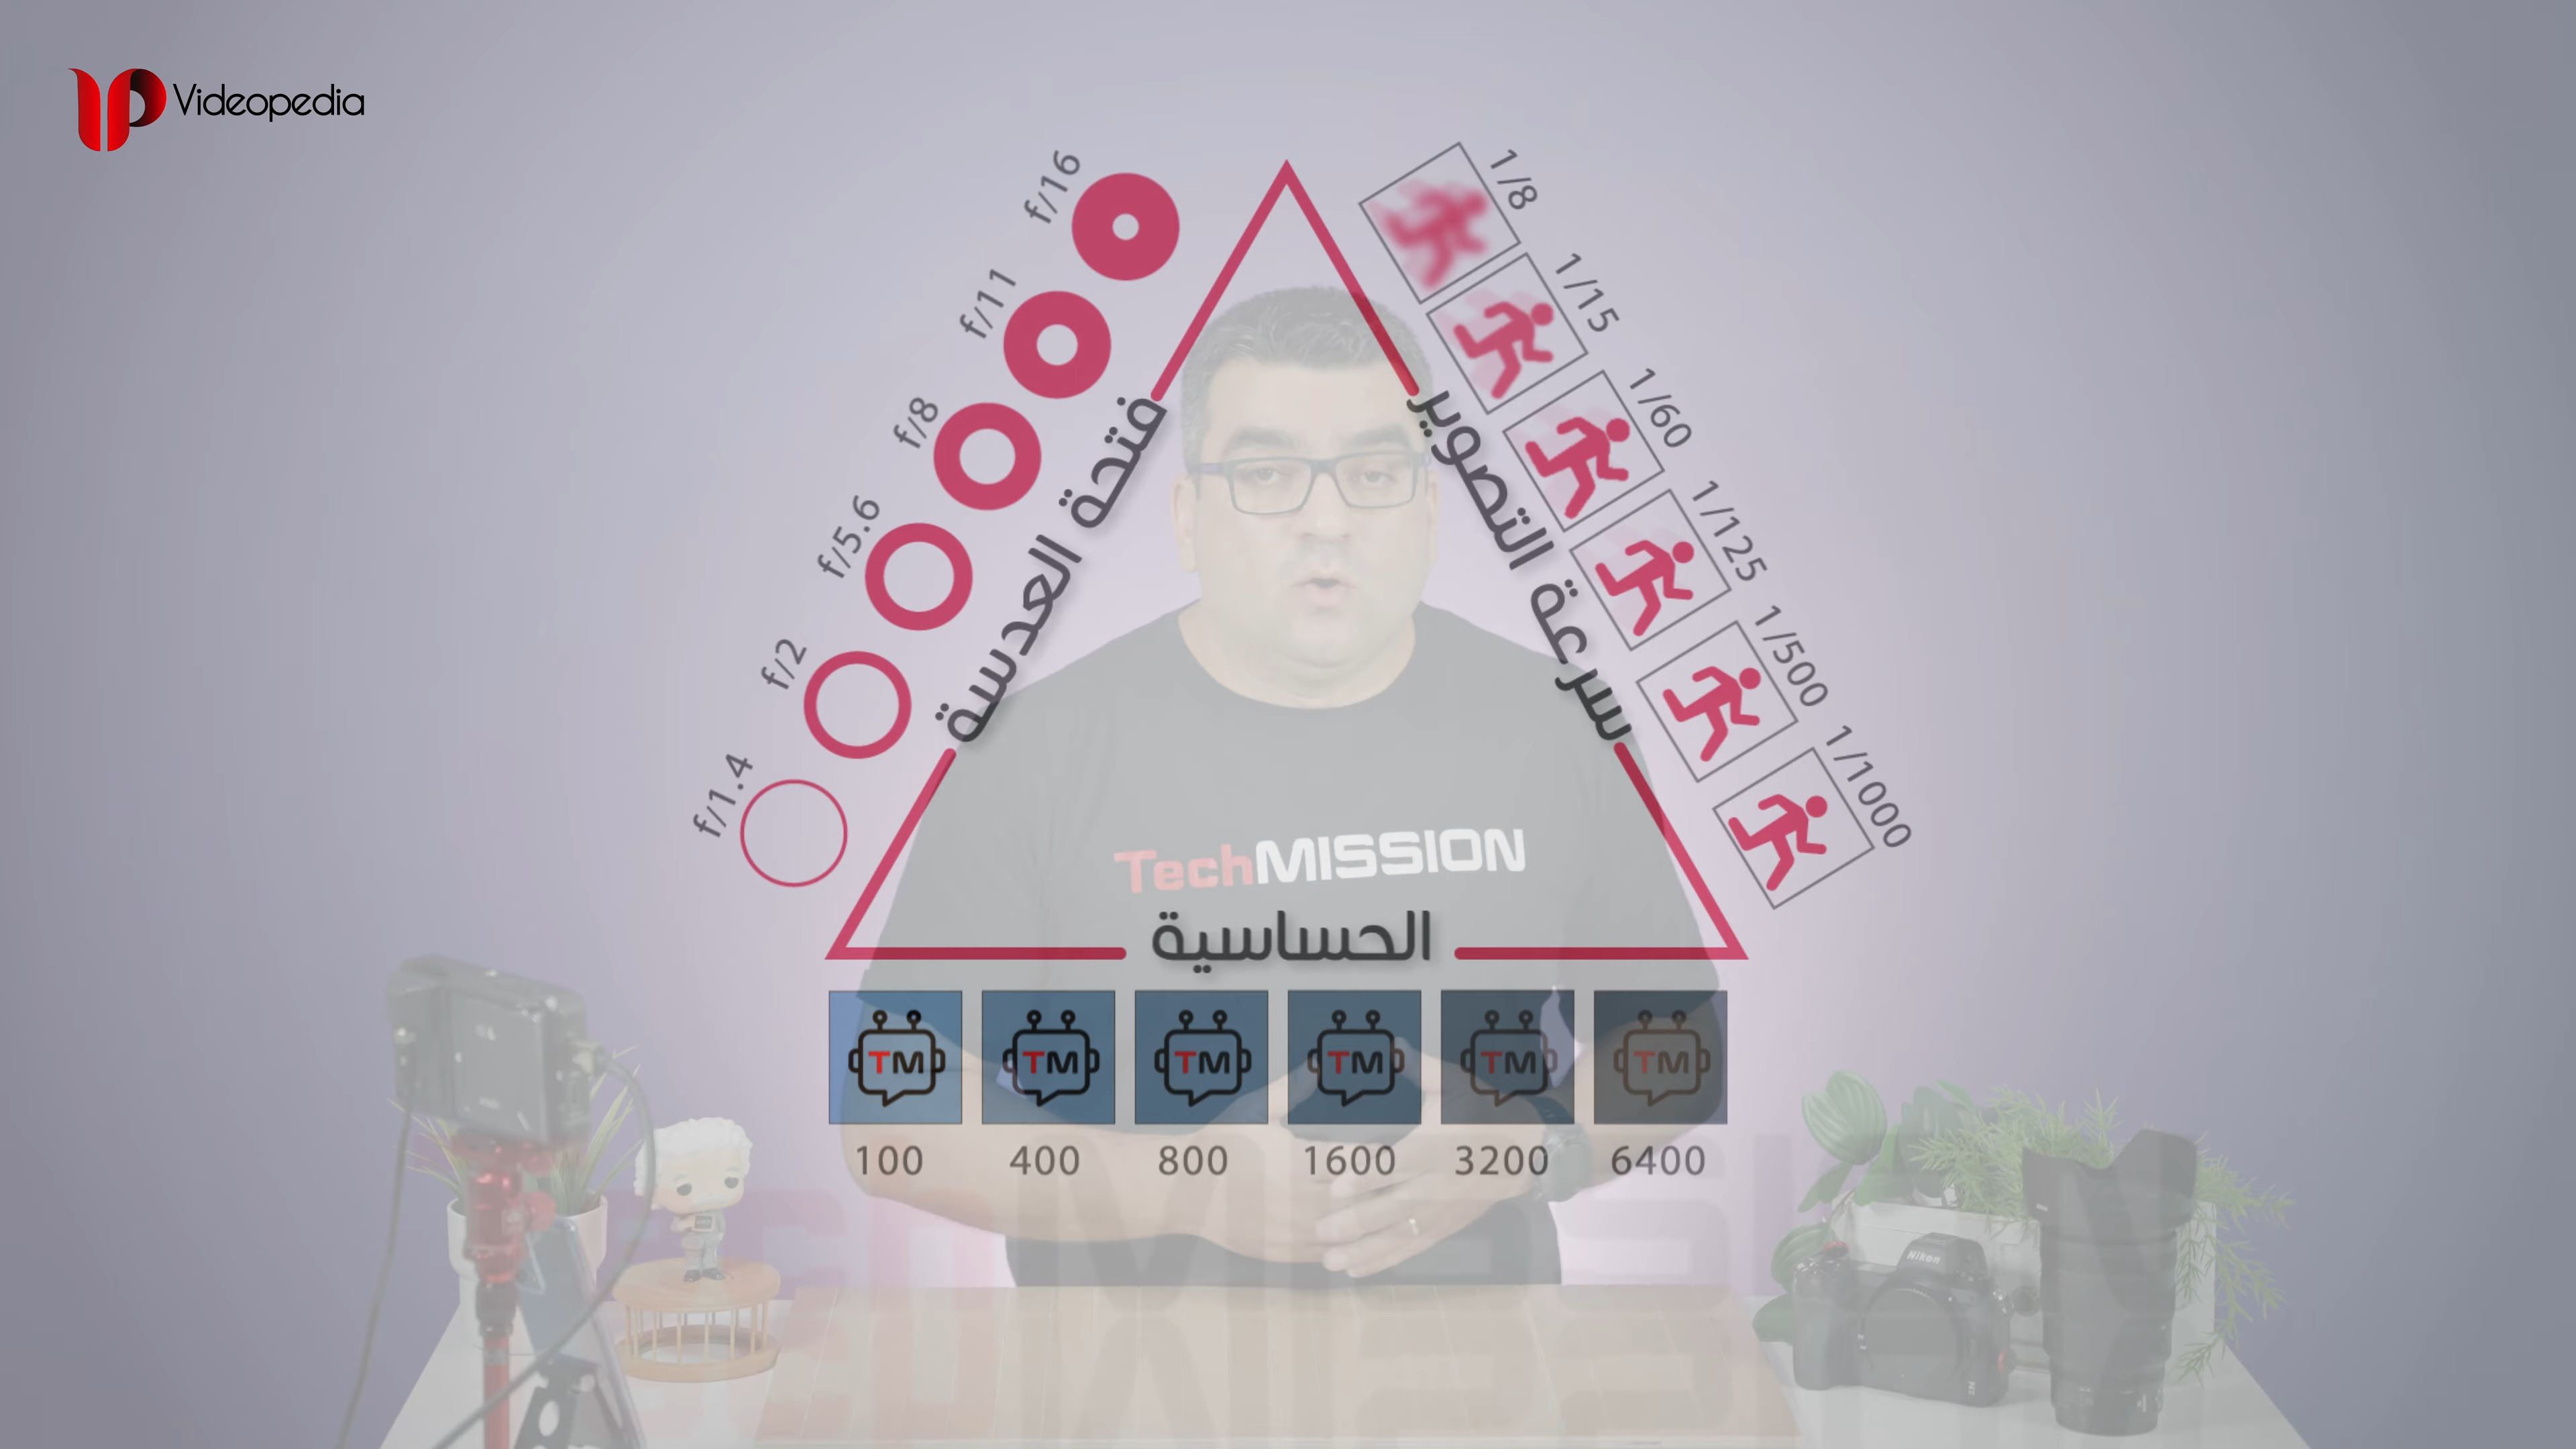 Videopedia
f/16
f/11
f/8
f/5.6
f/2
f/1.4
فتحة العدسة
1/8
1/15
1/60
1/125
1/500
1/1000
سرعة التصوير
TechMISSION
الحساسية
TM TM TM TM TM TM
100 400 800 1600 3200 6400
Nikon